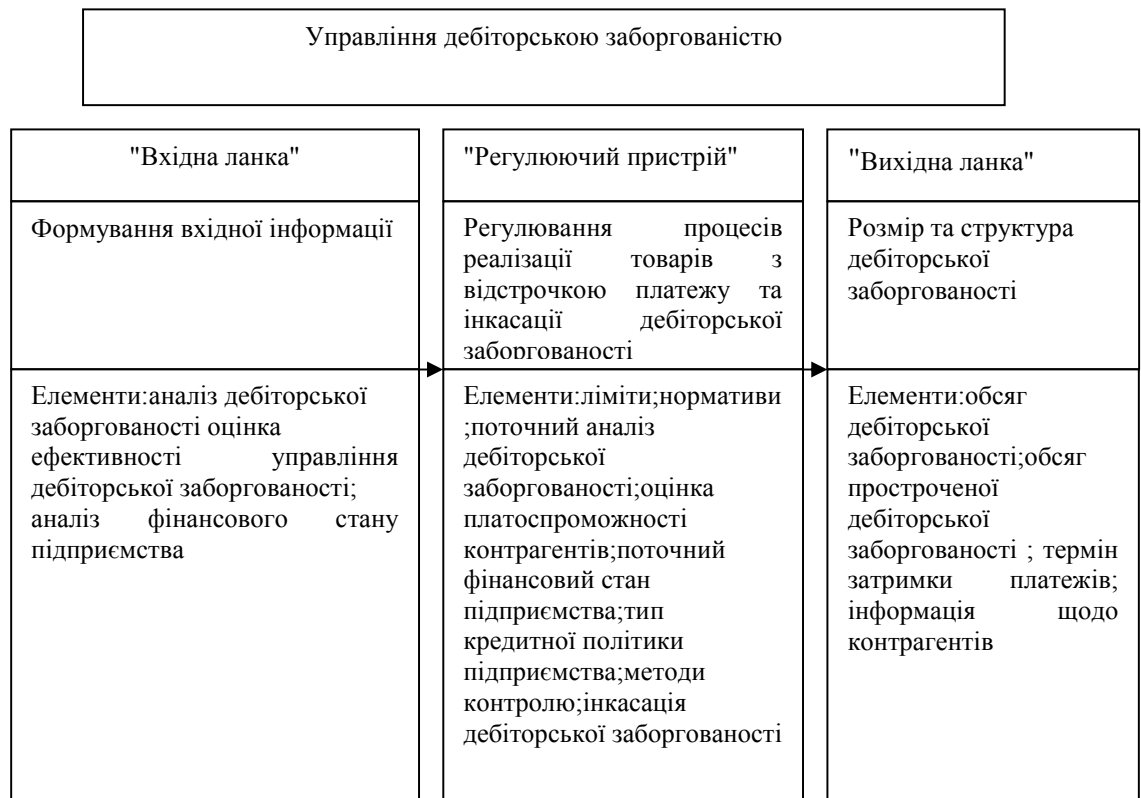 Управління дебіторською заборгованістю
"Вхідна ланка"
Формування вхідної інформації
Елементи:аналіз дебіторської
заборгованості оцінка
ефективності управління
дебіторської заборгованості;
аналіз фінансового стану
підприємства
"Регулюючий пристрій"
Регулювання процесів
реалізації товарів з
відстрочкою платежу та
інкасації дебіторської
заборгованості
Елементи:ліміти;нормативи
;поточний аналіз
дебіторської
заборгованості;оцінка
платоспроможності
контрагентів;поточний
фінансовий стан
підприємства;тип
кредитної політики
підприємства;методи
контролю;інкасація
дебіторської заборгованості
"Вихідна ланка"
Розмір та структура
дебіторської
заборгованості
Елементи:обсяг
дебіторської
заборгованості;обсяг
простроченої
дебіторської
заборгованості ; термін
затримки платежів;
інформація щодо
контрагентів